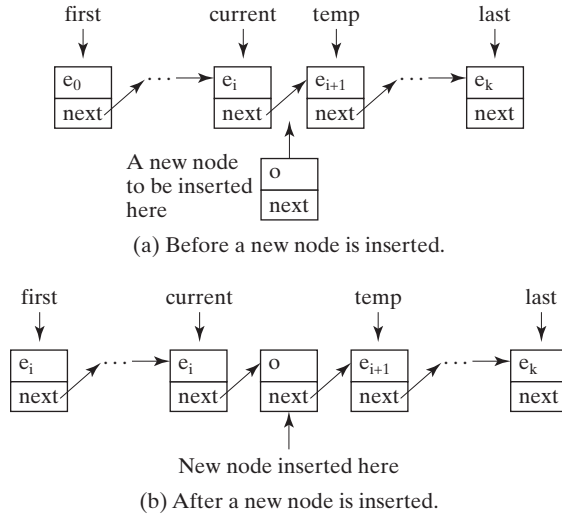 first current temp last
e0 ... ei ei+1 ... ek
next next next next
A new node
to be inserted
here
o
next
(a) Before a new node is inserted.
first current temp last
ei ... ei o ei+1 ... ek
next next next next next
New node inserted here
(b) After a new node is inserted.